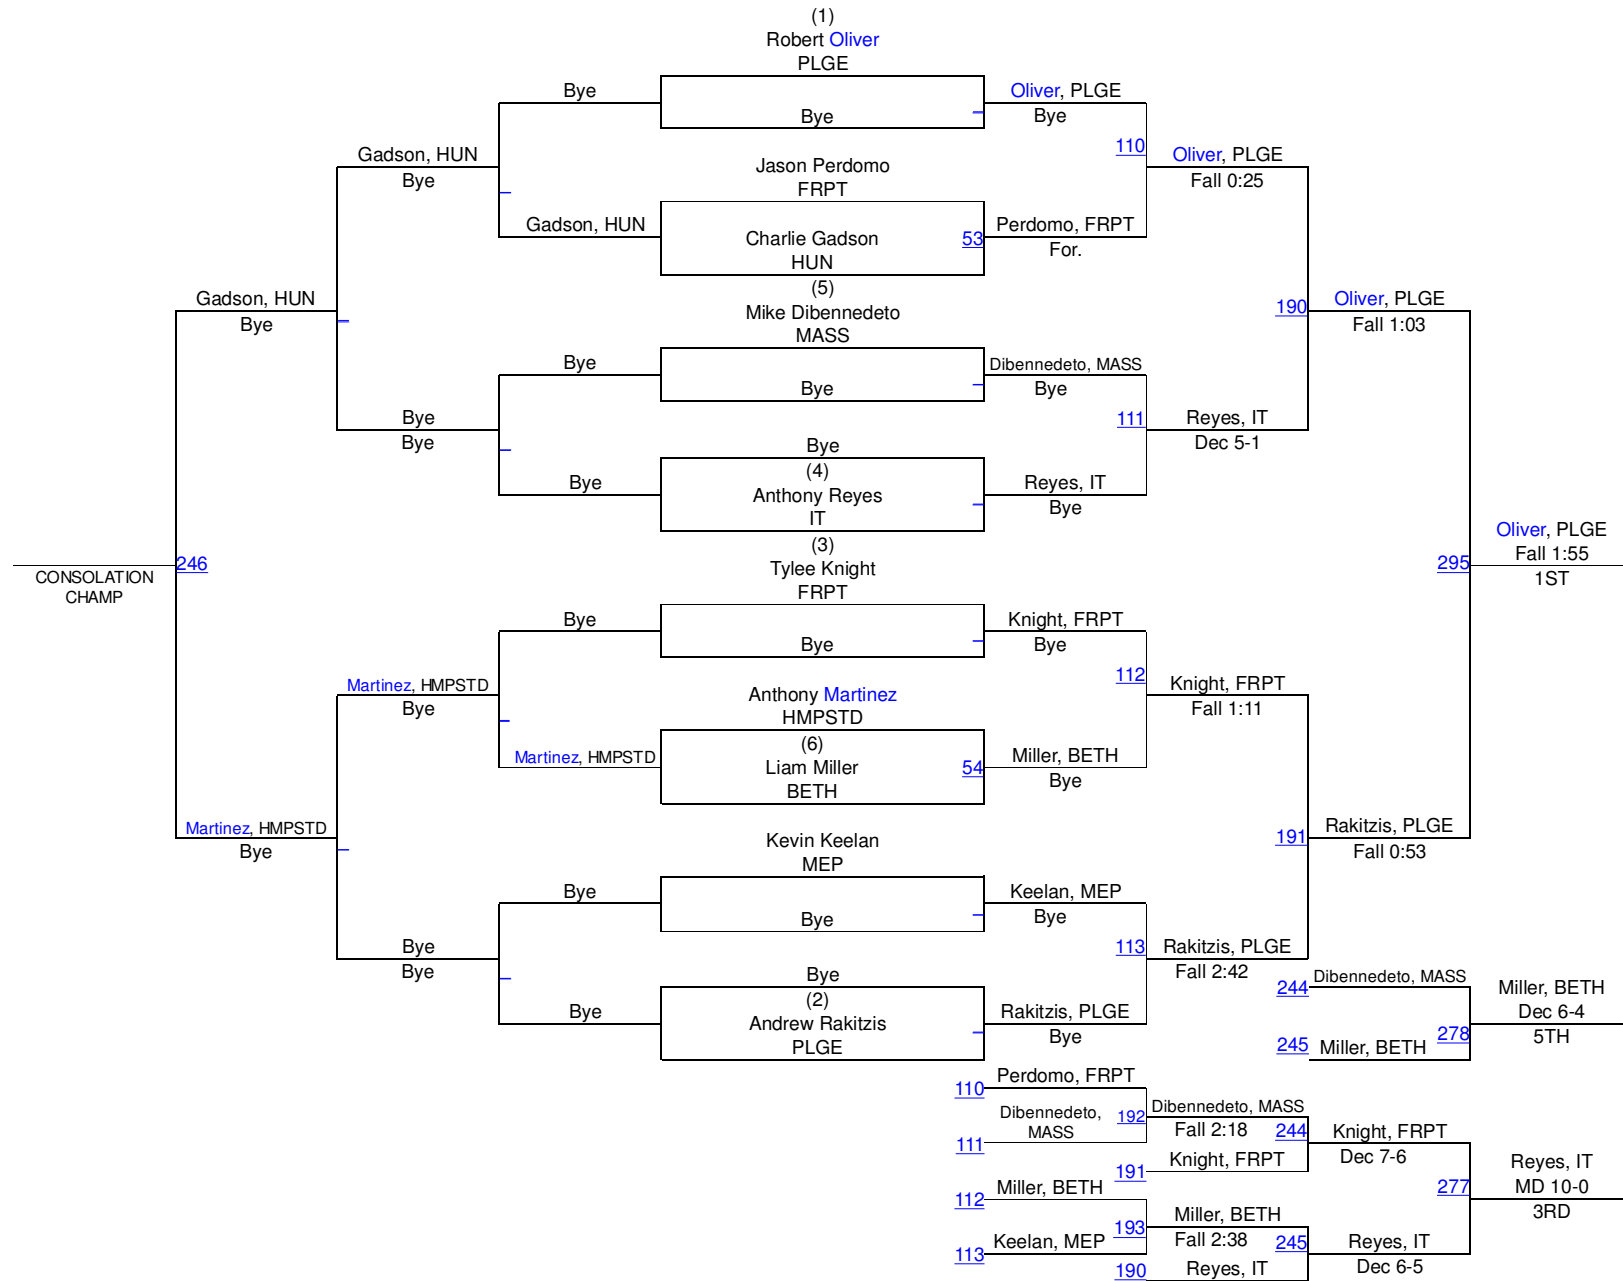 (1)
Robert Oliver
PLGE
Bye
Bye
Oliver, PLGE
Bye
110
Gadson, HUN
Bye
Jason Perdomo
FRPT
Oliver, PLGE
Fall 0:25
Gadson, HUN
Charlie Gadson
HUN
53
Perdomo, FRPT
For.
Gadson, HUN
Bye
(5)
Mike Dibennedeto
MASS
190
Oliver, PLGE
Fall 1:03
Bye
Bye
Dibennedeto, MASS
Bye
111
Bye
Bye
Reyes, IT
Dec 5-1
Bye
Bye
(4)
Anthony Reyes
IT
Reyes, IT
Bye
CONSOLATION
CHAMP
246
(3)
Tylee Knight
FRPT
295
Oliver, PLGE
Fall 1:55
1ST
Bye
Bye
Knight, FRPT
Bye
112
Martinez, HMPSTD
Bye
Anthony Martinez
HMPSTD
Knight, FRPT
Fall 1:11
Martinez, HMPSTD
(6)
Liam Miller
BETH
54
Miller, BETH
Bye
Martinez, HMPSTD
Bye
Kevin Keelan
MEP
191
Rakitzis, PLGE
Fall 0:53
Bye
Bye
Keelan, MEP
Bye
113
Bye
Bye
Rakitzis, PLGE
Fall 2:42
Bye
Bye
(2)
Andrew Rakitzis
PLGE
Rakitzis, PLGE
Bye
244
Dibennedeto, MASS
245
Miller, BETH
278
Miller, BETH
Dec 6-4
5TH
110
Perdomo, FRPT
111
Dibennedeto,
MASS
192
Dibennedeto, MASS
Fall 2:18
191
Knight, FRPT
244
Knight, FRPT
Dec 7-6
112
Miller, BETH
113
Keelan, MEP
193
Miller, BETH
Fall 2:38
190
Reyes, IT
245
Reyes, IT
Dec 6-5
277
Reyes, IT
MD 10-0
3RD